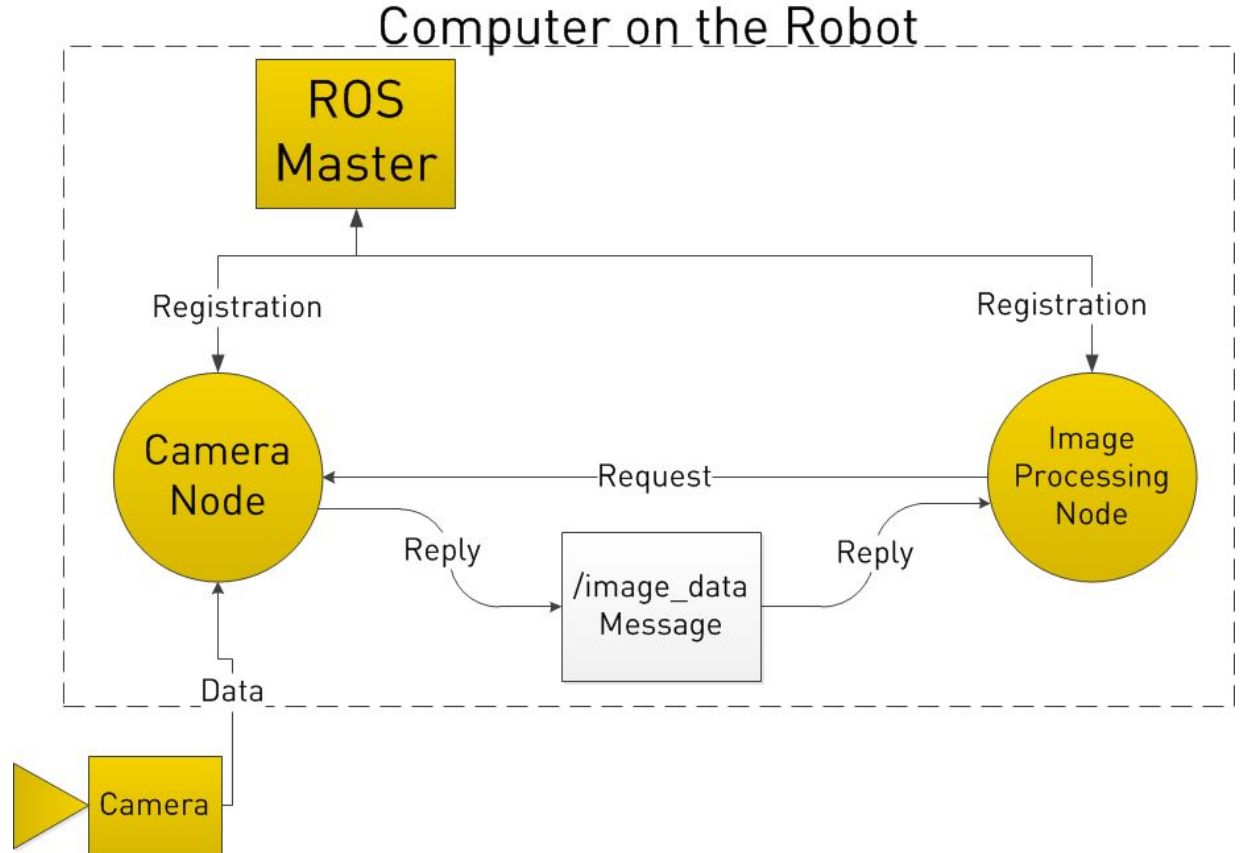 Computer on the Robot
ROS
Master
Registration
Registration
Camera
Node
Image
Processing
Node
Request
Reply
Reply
/image_data
Message
Data
Camera